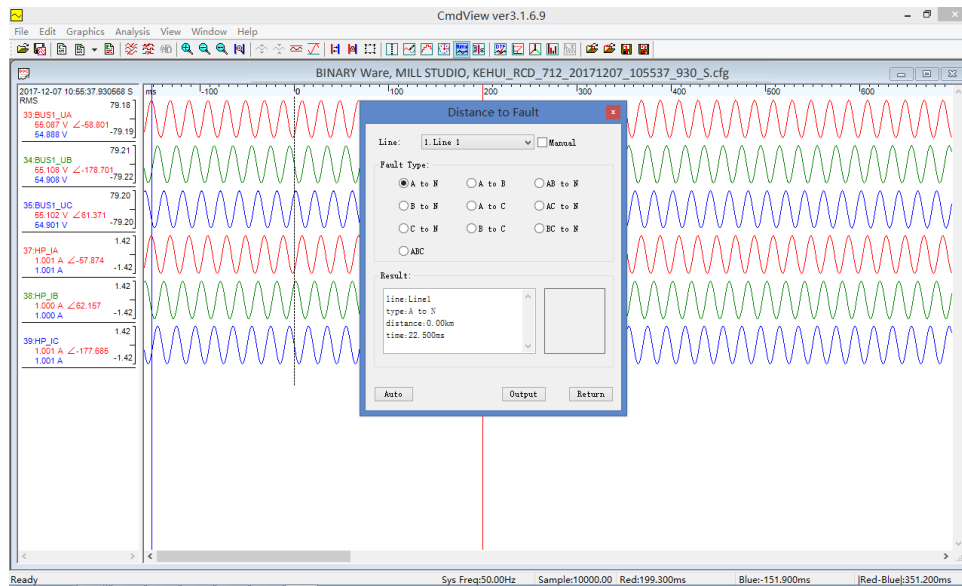 CmdView ver3.1.6.9
File Edit Graphics Analysis View Window Help
BINARY Ware, MILL STUDIO, KEHUI_RCD_712_20171207_105537_930_S.cfg
2017-12-07 10:55:37.930568 S
RMS
ms -100 0 100 200 300 400 500 600
79.18
33:BUS1_UA
55.087 V ∠-58.801
54.888 V
-79.19
79.21
34:BUS1_UB
55.108 V ∠-178.701
54.908 V
-79.22
79.20
35:BUS1_UC
55.102 V ∠61.371
54.901 V
-79.20
1.42
37:HP_IA
1.001 A ∠-57.874
1.001 A
-1.42
1.42
38:HP_IB
1.000 A ∠62.157
1.000 A
-1.42
1.42
39:HP_IC
1.001 A ∠-177.685
1.001 A
-1.42
Distance to Fault
x
Line: 1.Line 1 Manual
Fault Type:
A to N A to B AB to N
B to N A to C AC to N
C to N B to C BC to N
ABC
Result:
line:Line1
type:A to N
distance:0.00km
time:22.500ms
Auto Output Return
Ready Sys Freq:50.00Hz Sample:10000.00 Red:199.300ms Blue:-151.900ms |Red-Blue|:351.200ms